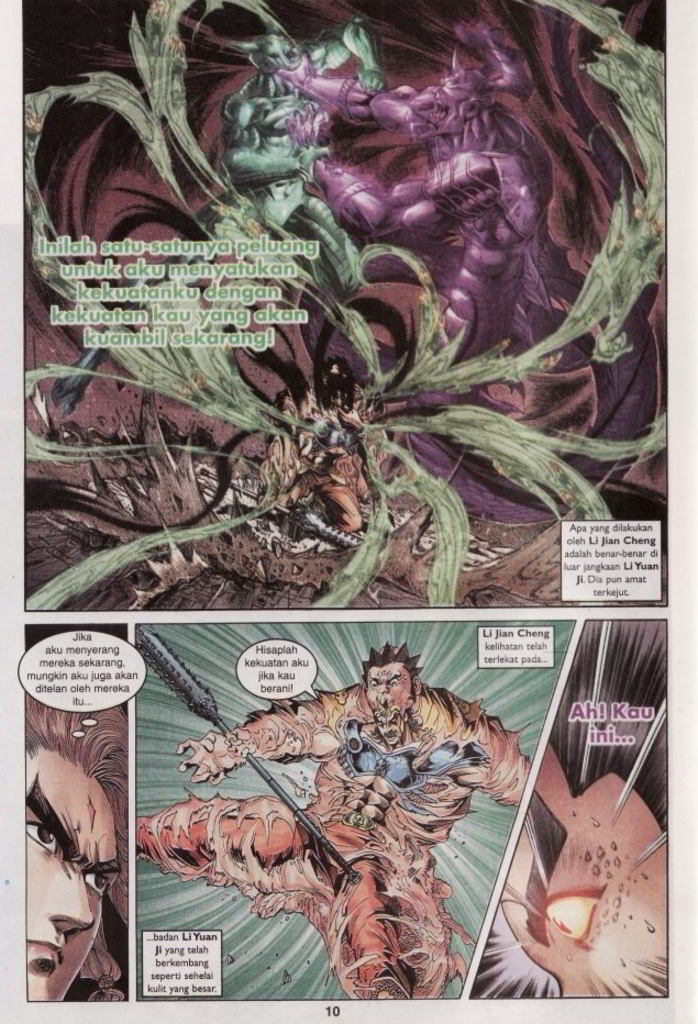 Inilah satu-satunya peluang
untuk aku menyatukan
kekuatanku dengan
kekuatan kau yang akan
kuambil sekarang!
Apa yang dilakukan
oleh Li Jian Cheng
adalah benar-benar di
luar jangkaan Li Yuan
Ji. Dia pun amat
terkejut.
Jika
aku menyerang
mereka sekarang,
mungkin aku juga akan
ditelan oleh mereka
itu...
Hisaplah
kekuatan aku
jika kau
berani!
Li Jian Cheng
kelihatan telah
terlekat pada...
...badan Li Yuan
Ji yang telah
berkembang
seperti sehelai
kulit yang besar.
Ah! Kau
ini...
10